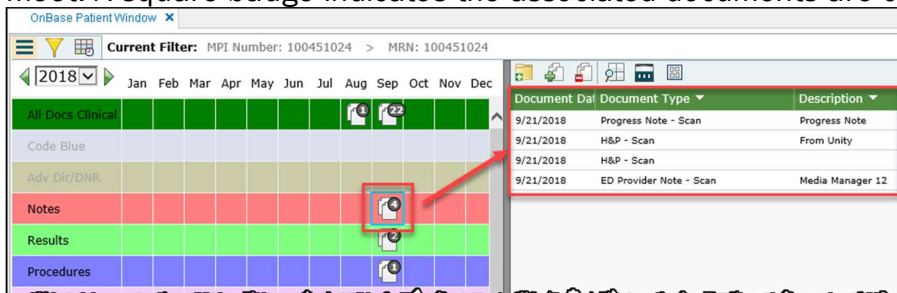 OnBase Patient Window
Current Filter: MPI Number: 100451024 > MRN: 100451024
2018 Jan Feb Mar Apr May Jun Jul Aug Sep Oct Nov Dec
All Docs Clinical 1 22
Code Blue
Adv Dir/DNR
Notes 4
Results 2
Procedures 1
Document Dat Document Type Description
9/21/2018 Progress Note - Scan Progress Note
9/21/2018 H&P - Scan From Unity
9/21/2018 H&P - Scan
9/21/2018 ED Provider Note - Scan Media Manager 12